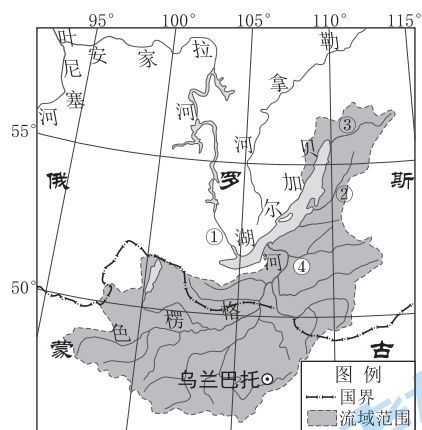 95° 100° 105° 110° 115°
叶尼塞河
安家拉河
勒拿河
55°
③
俄罗斯
贝加尔湖
②
①
④
50°
色楞格河
蒙古
乌兰巴托
图 例
国界
流域范围